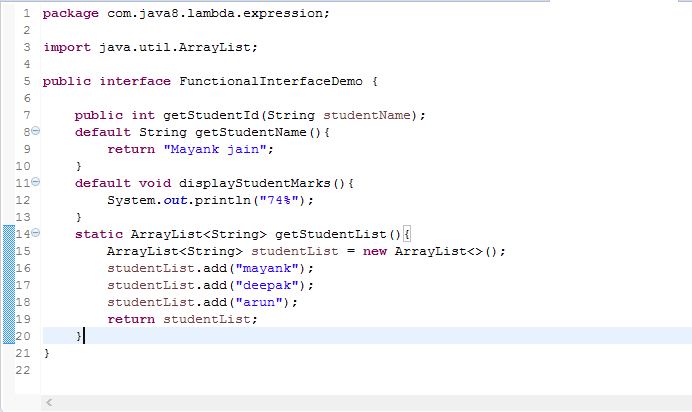 1 package com.java8.lambda.expression;
2
3 import java.util.ArrayList;
4
5 public interface FunctionalInterfaceDemo {
6
7     public int getStudentId(String studentName);
8     default String getStudentName(){
9         return "Mayank jain";
10     }
11     default void displayStudentMarks(){
12         System.out.println("74%");
13     }
14     static ArrayList<String> getStudentList(){
15         ArrayList<String> studentList = new ArrayList<>();
16         studentList.add("mayank");
17         studentList.add("deepak");
18         studentList.add("arun");
19         return studentList;
20     }
21 }
22